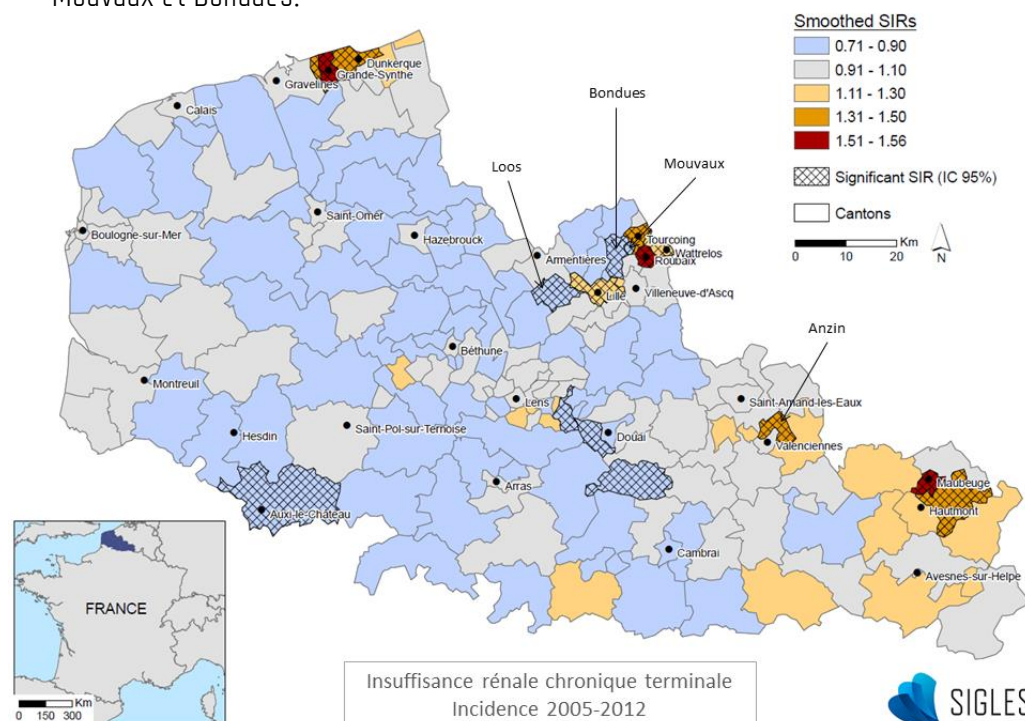 Mouvaux et Bondues.
Smoothed SIRs
0.71 - 0.90
0.91 - 1.10
1.11 - 1.30
1.31 - 1.50
1.51 - 1.56
Significant SIR (IC 95%)
Cantons
Km
0 10 20
N
Dunkerque
Grande-Synthe
Gravelines
Calais
Bondues
Mouvaux
Loos
Saint-Omer
Boulogne-sur-Mer
Hazebrouck
Tourcoing
Wattrelos
Armentières
Roubaix
Lille
Villeneuve-d'Ascq
Anzin
Béthune
Montreuil
Lens
Saint-Amand-les-Eaux
Hesdin
Saint-Pol-sur-Ternoise
Douai
Valenciennes
Arras
Maubeuge
Hautmont
Auxi-le-Château
Cambrai
Avesnes-sur-Helpe
FRANCE
Km
0 150 300
Insuffisance rénale chronique terminale
Incidence 2005-2012
SIGLES